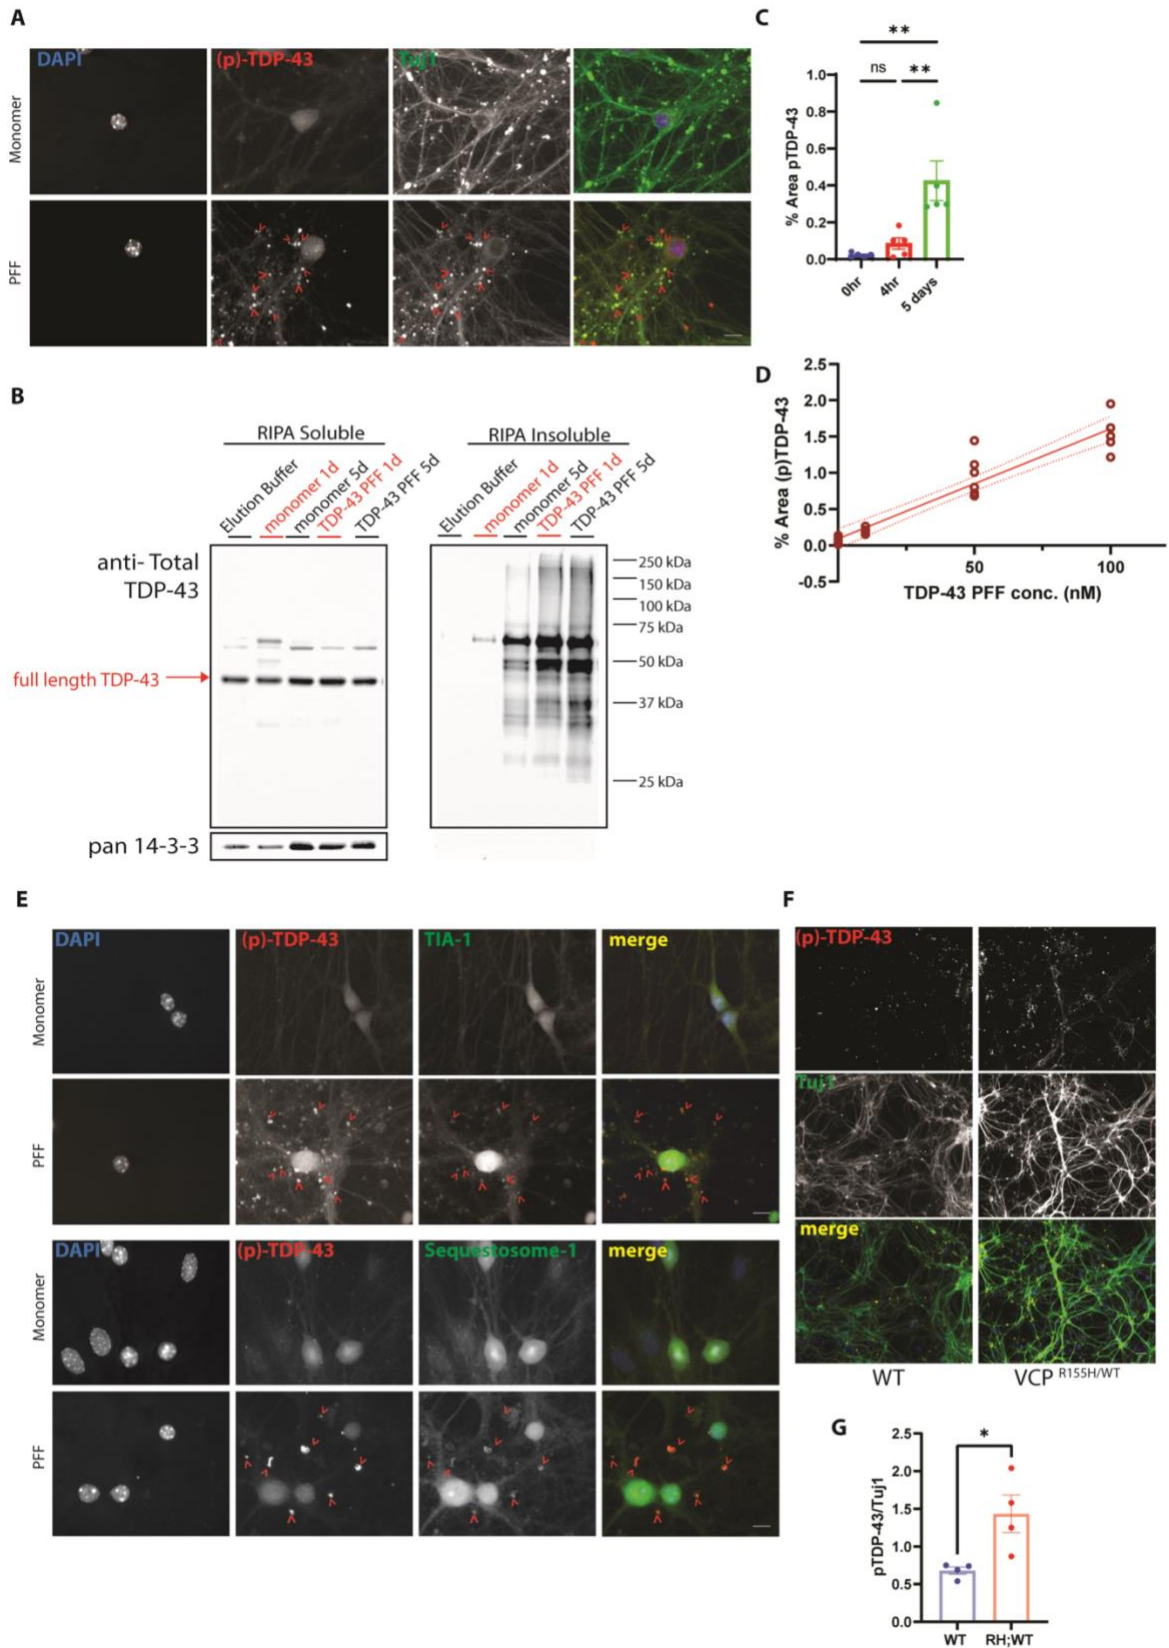 A
DAPI
(p)-TDP-43
Tuj1
Monomer
PFF
B
RIPA Soluble
RIPA Insoluble
Elution Buffer
monomer 1d
monomer 5d
TDP-43 PFF 1d
TDP-43 PFF 5d
Elution Buffer
monomer 1d
monomer 5d
TDP-43 PFF 1d
TDP-43 PFF 5d
anti- Total
TDP-43
full length TDP-43
pan 14-3-3
250 kDa
150 kDa
100 kDa
75 kDa
50 kDa
37 kDa
25 kDa
C
**
ns
**
% Area pTDP-43
1.0
0.8
0.6
0.4
0.2
0.0
0hr
4hr
5 days
D
% Area (p)TDP-43
2.5
2.0
1.5
1.0
0.5
0.0
-0.5
50
100
TDP-43 PFF conc. (nM)
E
DAPI
(p)-TDP-43
TIA-1
merge
Monomer
PFF
DAPI
(p)-TDP-43
Sequestosome-1
merge
Monomer
PFF
F
(p)-TDP-43
Tuj1
merge
WT
VCP R155H/WT
G
*
pTDP-43/Tuj1
2.5
2.0
1.5
1.0
0.5
0.0
WT
RH;WT